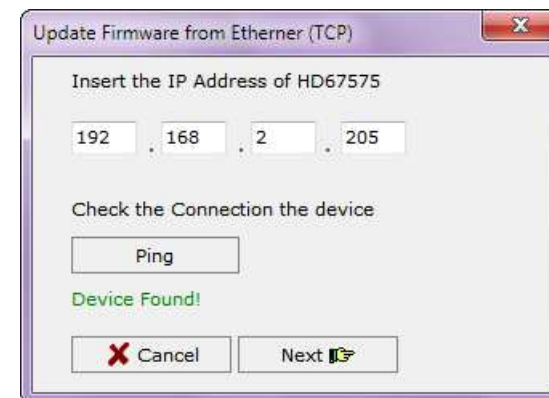 Update Firmware from Etherner (TCP)
Insert the IP Address of HD67575
192 . 168 . 2 . 205
Check the Connection the device
Ping
Device Found!
Cancel Next